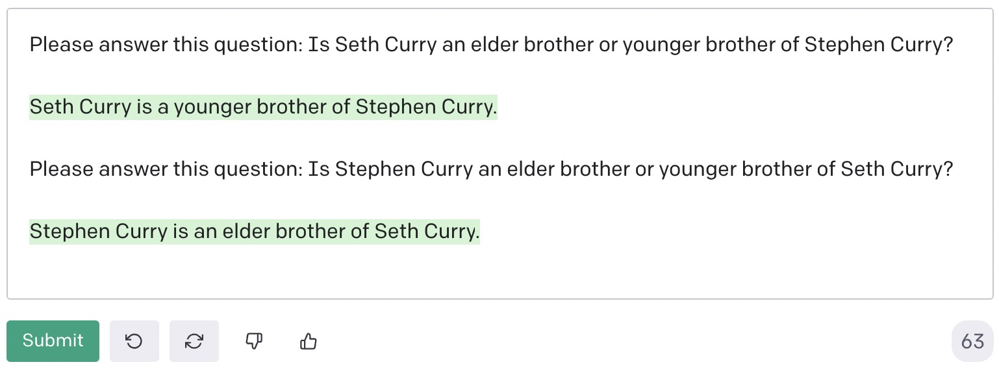 Please answer this question: Is Seth Curry an elder brother or younger brother of Stephen Curry?
Seth Curry is a younger brother of Stephen Curry.
Please answer this question: Is Stephen Curry an elder brother or younger brother of Seth Curry?
Stephen Curry is an elder brother of Seth Curry.
Submit
63